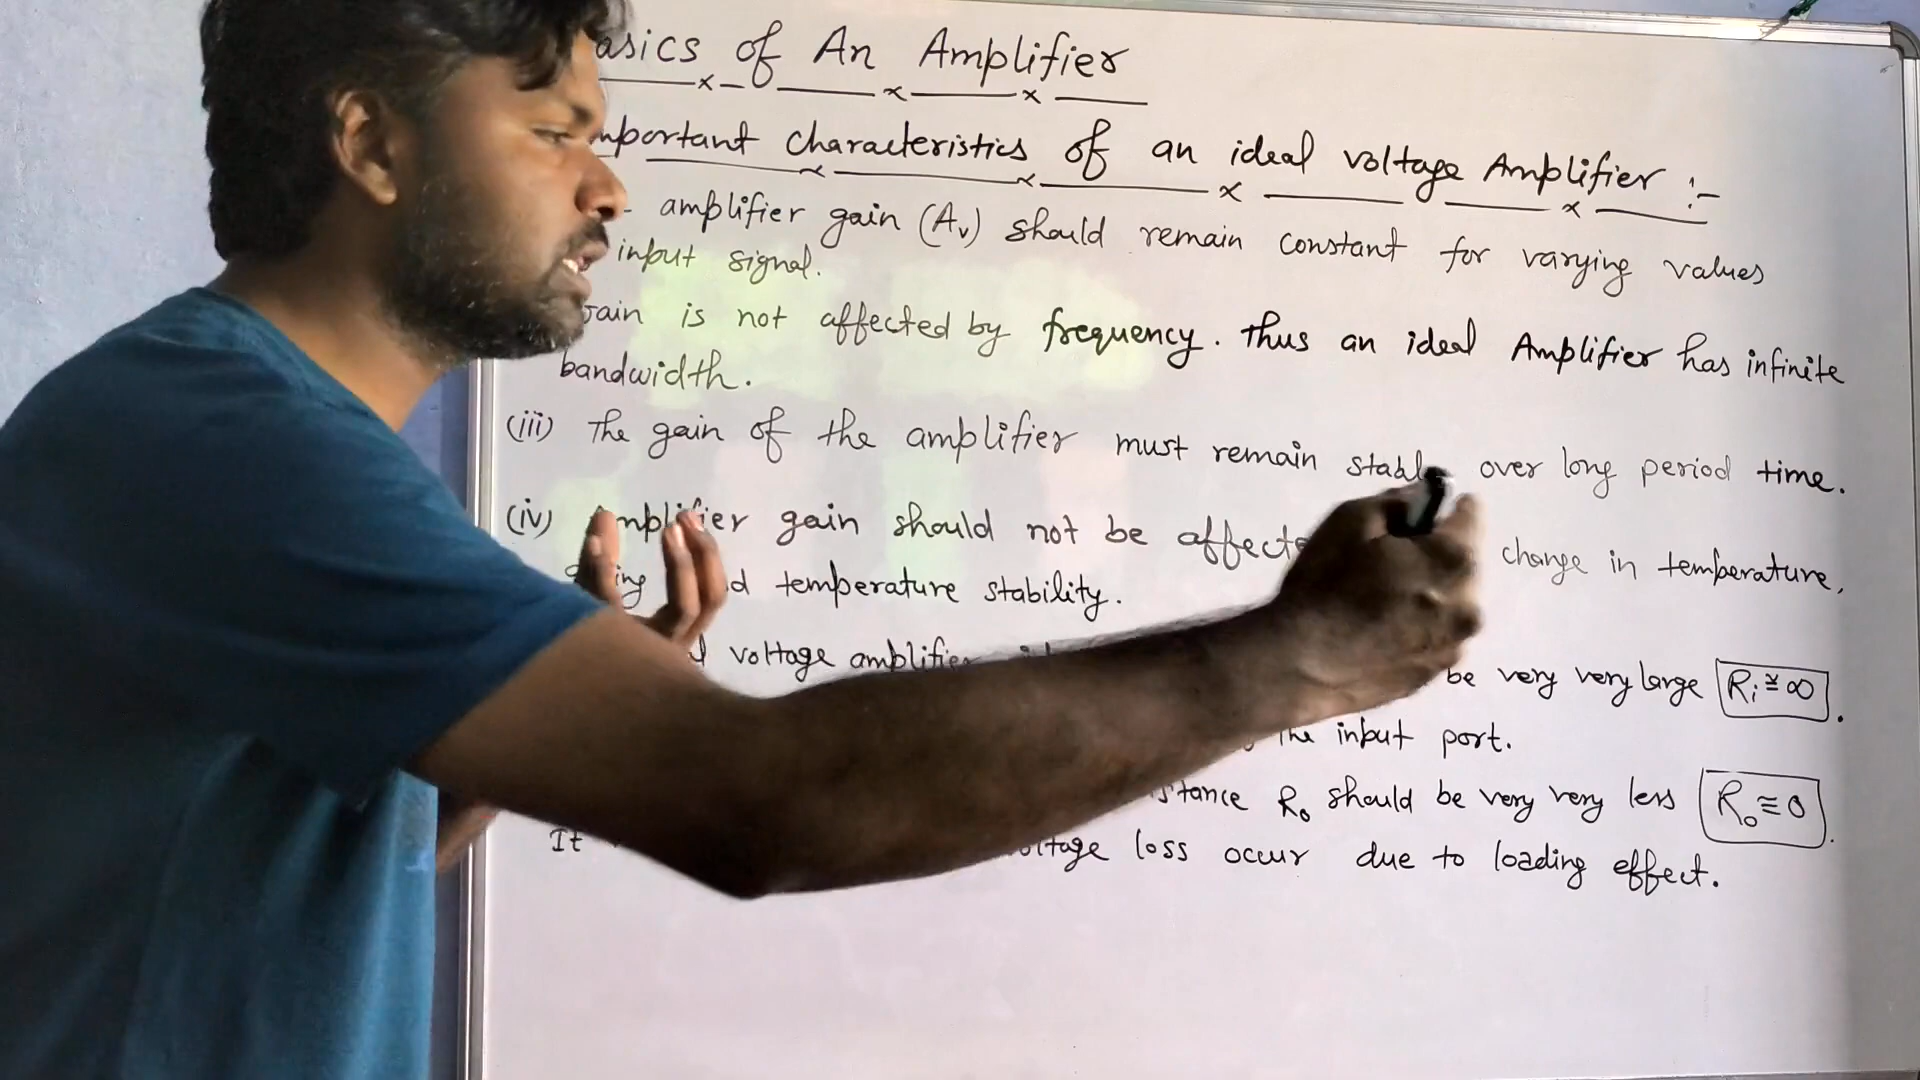 asics of An Amplifier
mportant characteristics of an ideal voltage Amplifier :-
- amplifier gain (Av) should remain constant for varying values
input signal.
ain is not affected by frequency. Thus an ideal Amplifier has infinite
bandwidth.
(iii) The gain of the amplifier must remain stabl over long period time.
(iv) Amplifier gain should not be affecte change in temperature,
temperature stability.
voltage amplifier be very very large Ri ≅ ∞ .
the input port.
stance Ro should be very very less Ro ≅ 0 .
It oltage loss occur due to loading effect.